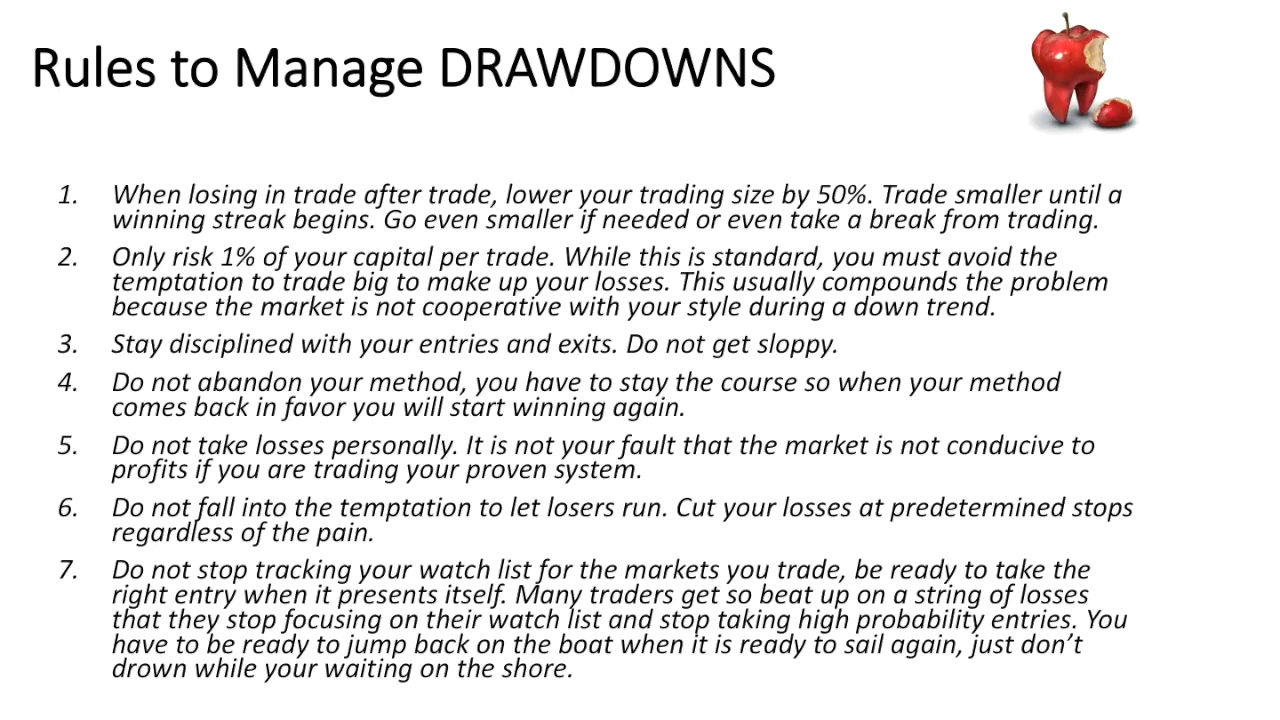 Rules to Manage DRAWDOWNS
1. When losing in trade after trade, lower your trading size by 50%. Trade smaller until a
winning streak begins. Go even smaller if needed or even take a break from trading.
2. Only risk 1% of your capital per trade. While this is standard, you must avoid the
temptation to trade big to make up your losses. This usually compounds the problem
because the market is not cooperative with your style during a down trend.
3. Stay disciplined with your entries and exits. Do not get sloppy.
4. Do not abandon your method, you have to stay the course so when your method
comes back in favor you will start winning again.
5. Do not take losses personally. It is not your fault that the market is not conducive to
profits if you are trading your proven system.
6. Do not fall into the temptation to let losers run. Cut your losses at predetermined stops
regardless of the pain.
7. Do not stop tracking your watch list for the markets you trade, be ready to take the
right entry when it presents itself. Many traders get so beat up on a string of losses
that they stop focusing on their watch list and stop taking high probability entries. You
have to be ready to jump back on the boat when it is ready to sail again, just don’t
drown while your waiting on the shore.